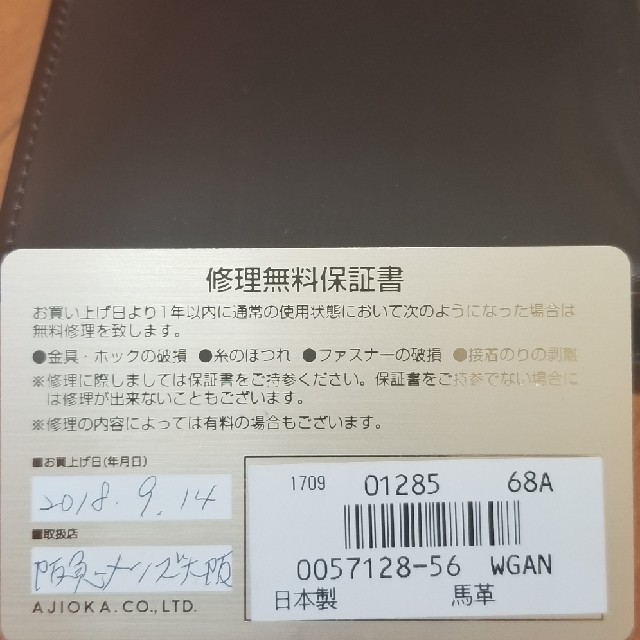 修理無料保証書
お買い上げ日より1年以内に通常の使用状態において次のようになった場合は
無料修理を致します。
●金具・ホックの破損 ●糸のほつれ ●ファスナーの破損 ●接着のりの剥離
※修理に際しましては保証書をご持参ください。保証書をご持参でない場合に
は修理が出来ないこともございます。
※修理の内容によっては有料の場合もございます。
■お買上げ日(年月日)
2018.9.14
■取扱店
阪急メンズ大阪
AJIOKA.CO.,LTD.
1709 01285 68A
0057128-56 WGAN
日本製 馬革